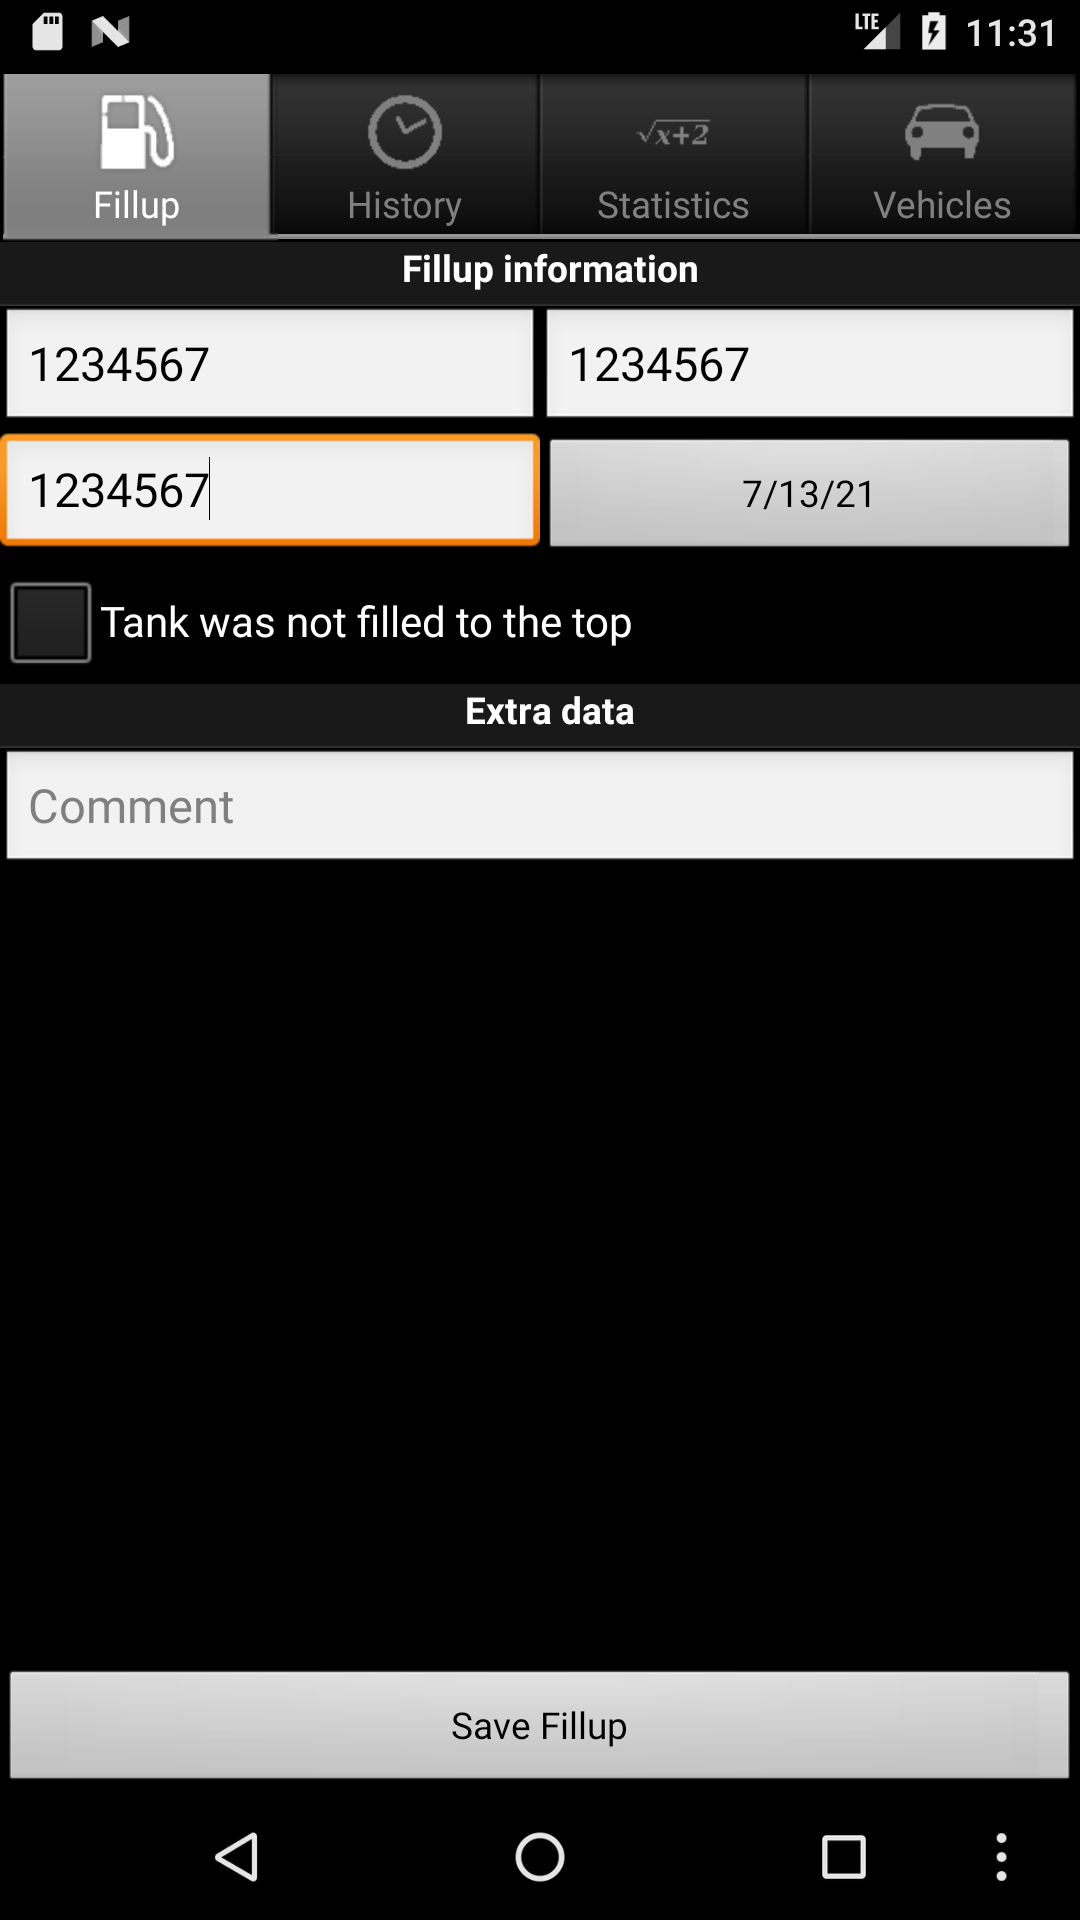 LTE 11:31
√x+2
Fillup History Statistics Vehicles
Fillup information
1234567 1234567
1234567 7/13/21
Tank was not filled to the top
Extra data
Comment
Save Fillup